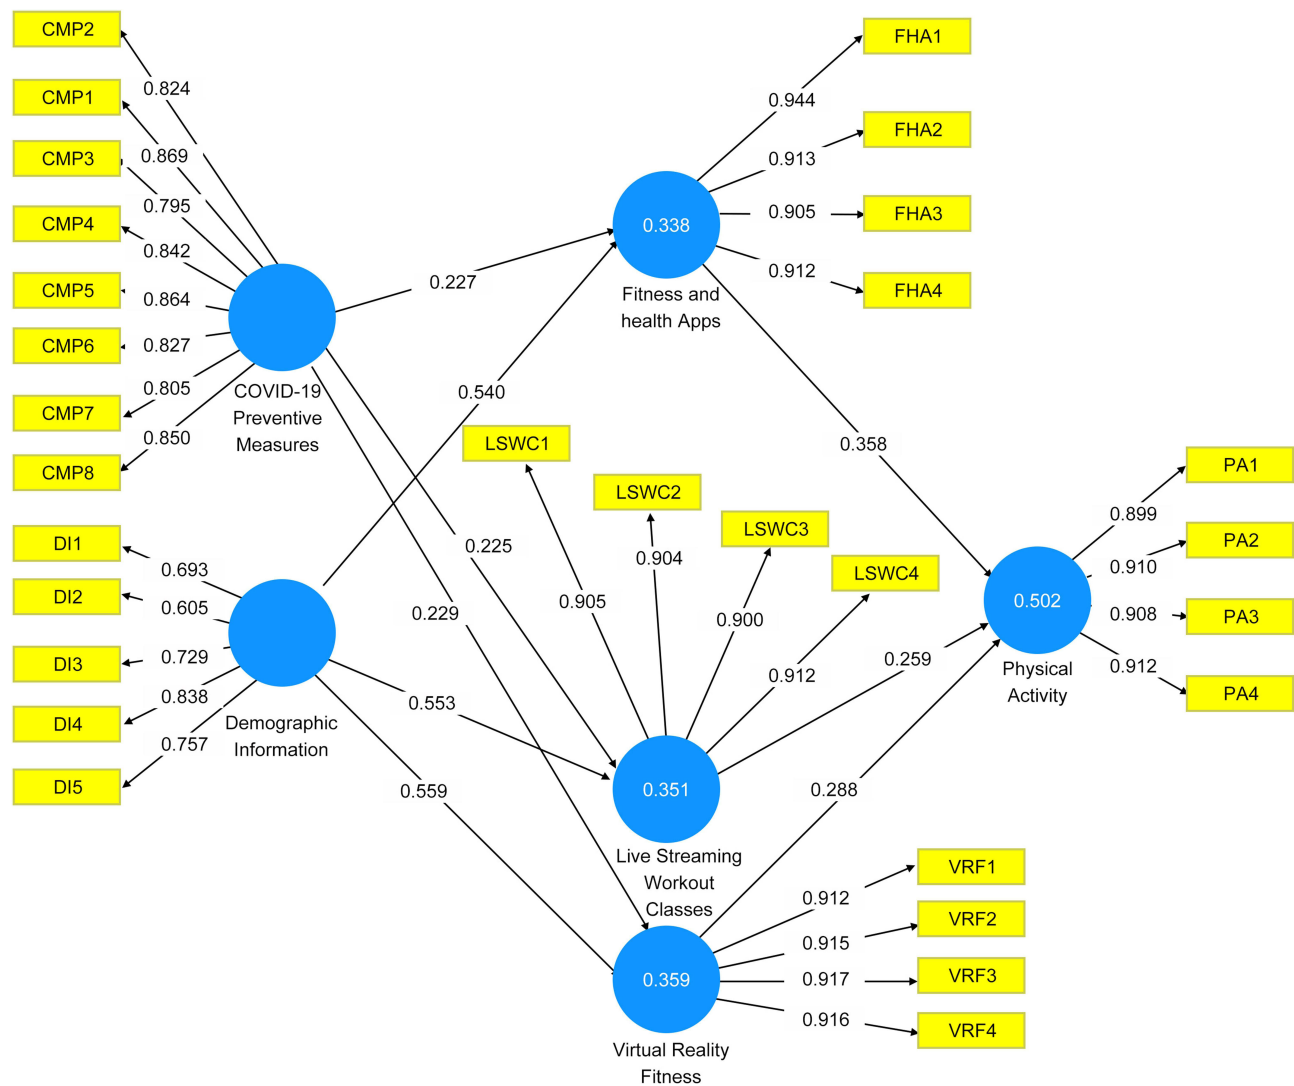 CMP2
CMP1
CMP3
CMP4
CMP5
CMP6
CMP7
CMP8
0.824
0.869
0.795
0.842
0.864
0.827
0.805
0.850
COVID-19
Preventive
Measures
DI1
DI2
DI3
DI4
DI5
0.693
0.605
0.729
0.838
0.757
Demographic
Information
0.227
0.540
0.225
0.229
0.553
0.559
FHA1
FHA2
FHA3
FHA4
0.944
0.913
0.905
0.912
0.338
Fitness and
health Apps
LSWC1
LSWC2
LSWC3
LSWC4
0.905
0.904
0.900
0.912
0.351
Live Streaming
Workout
Classes
0.358
0.259
0.288
PA1
PA2
PA3
PA4
0.899
0.910
0.908
0.912
0.502
Physical
Activity
VRF1
VRF2
VRF3
VRF4
0.912
0.915
0.917
0.916
0.359
Virtual Reality
Fitness